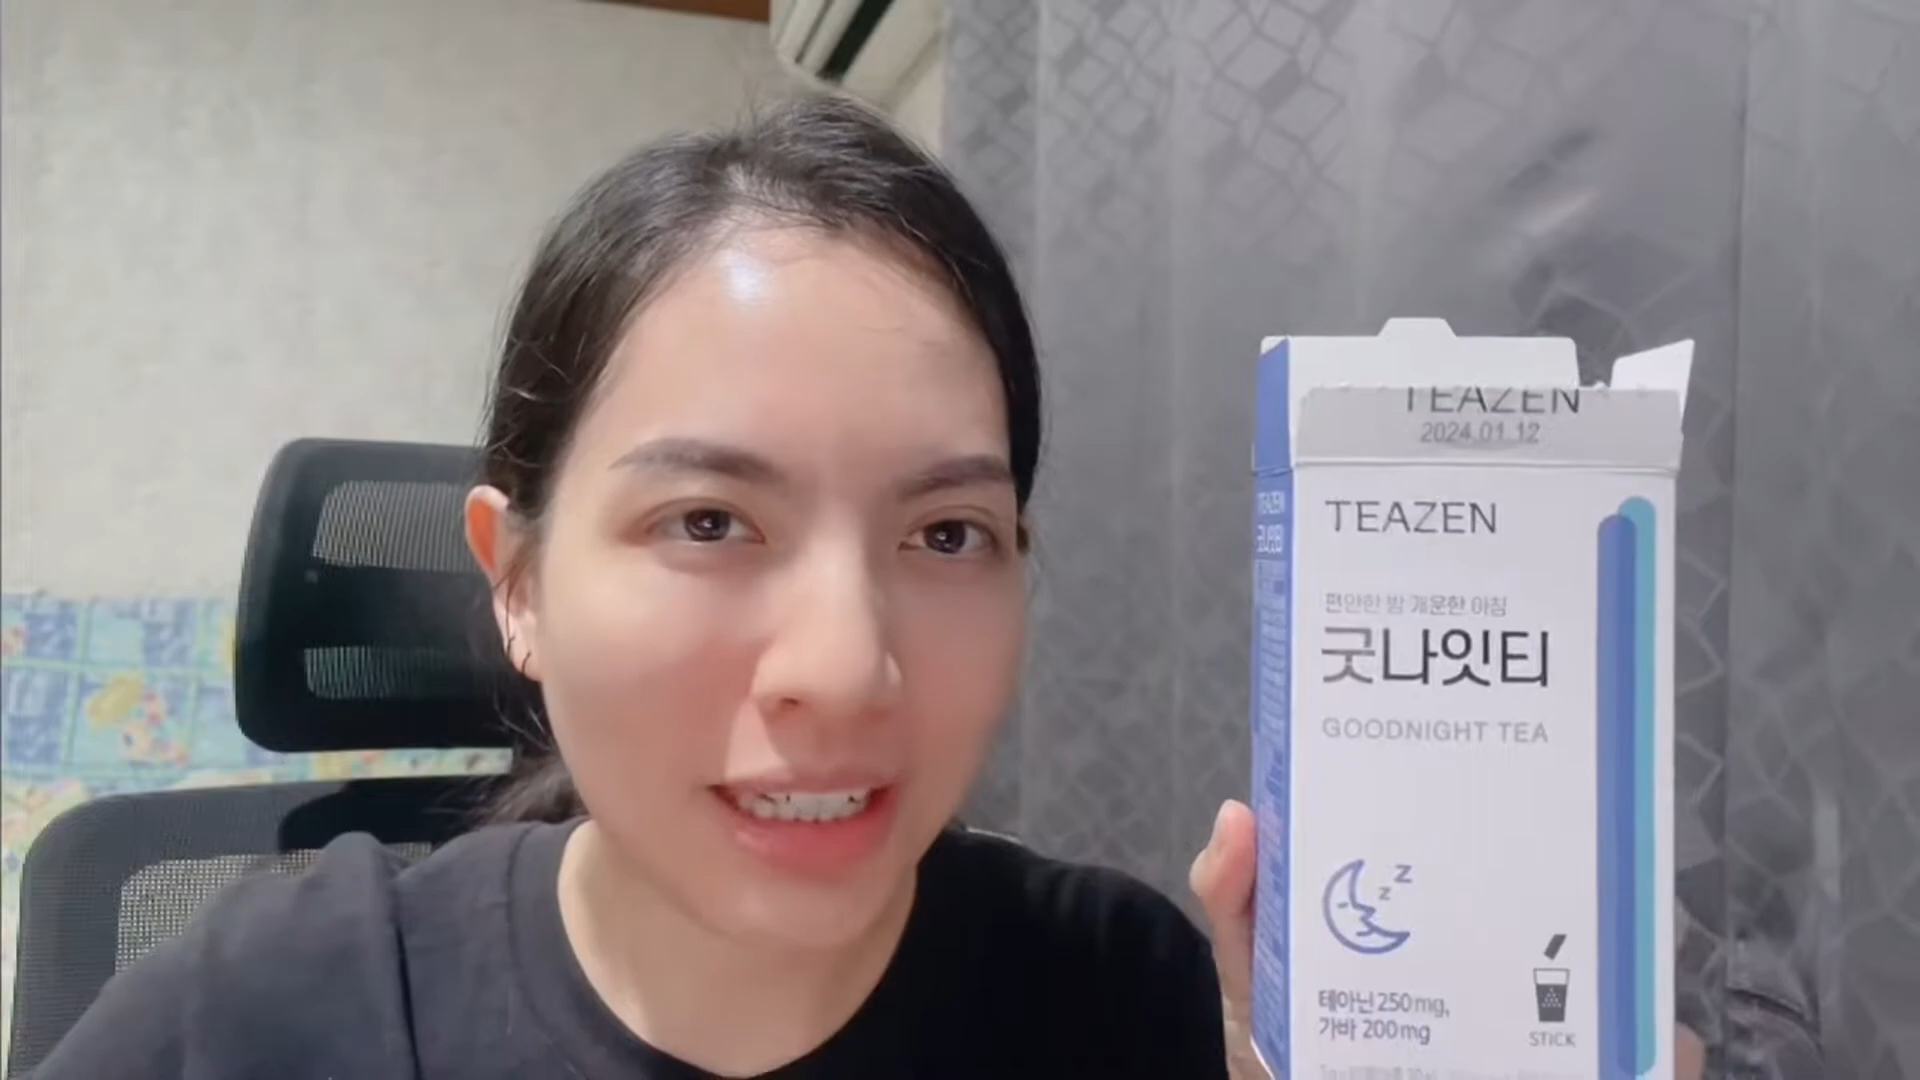 TEAZEN
2024.01.12
TEAZEN
편안한 밤 개운한 아침
굿나잇티
GOODNIGHT TEA
z z
테아닌 250mg,
가바 200mg
STICK
TEAZEN